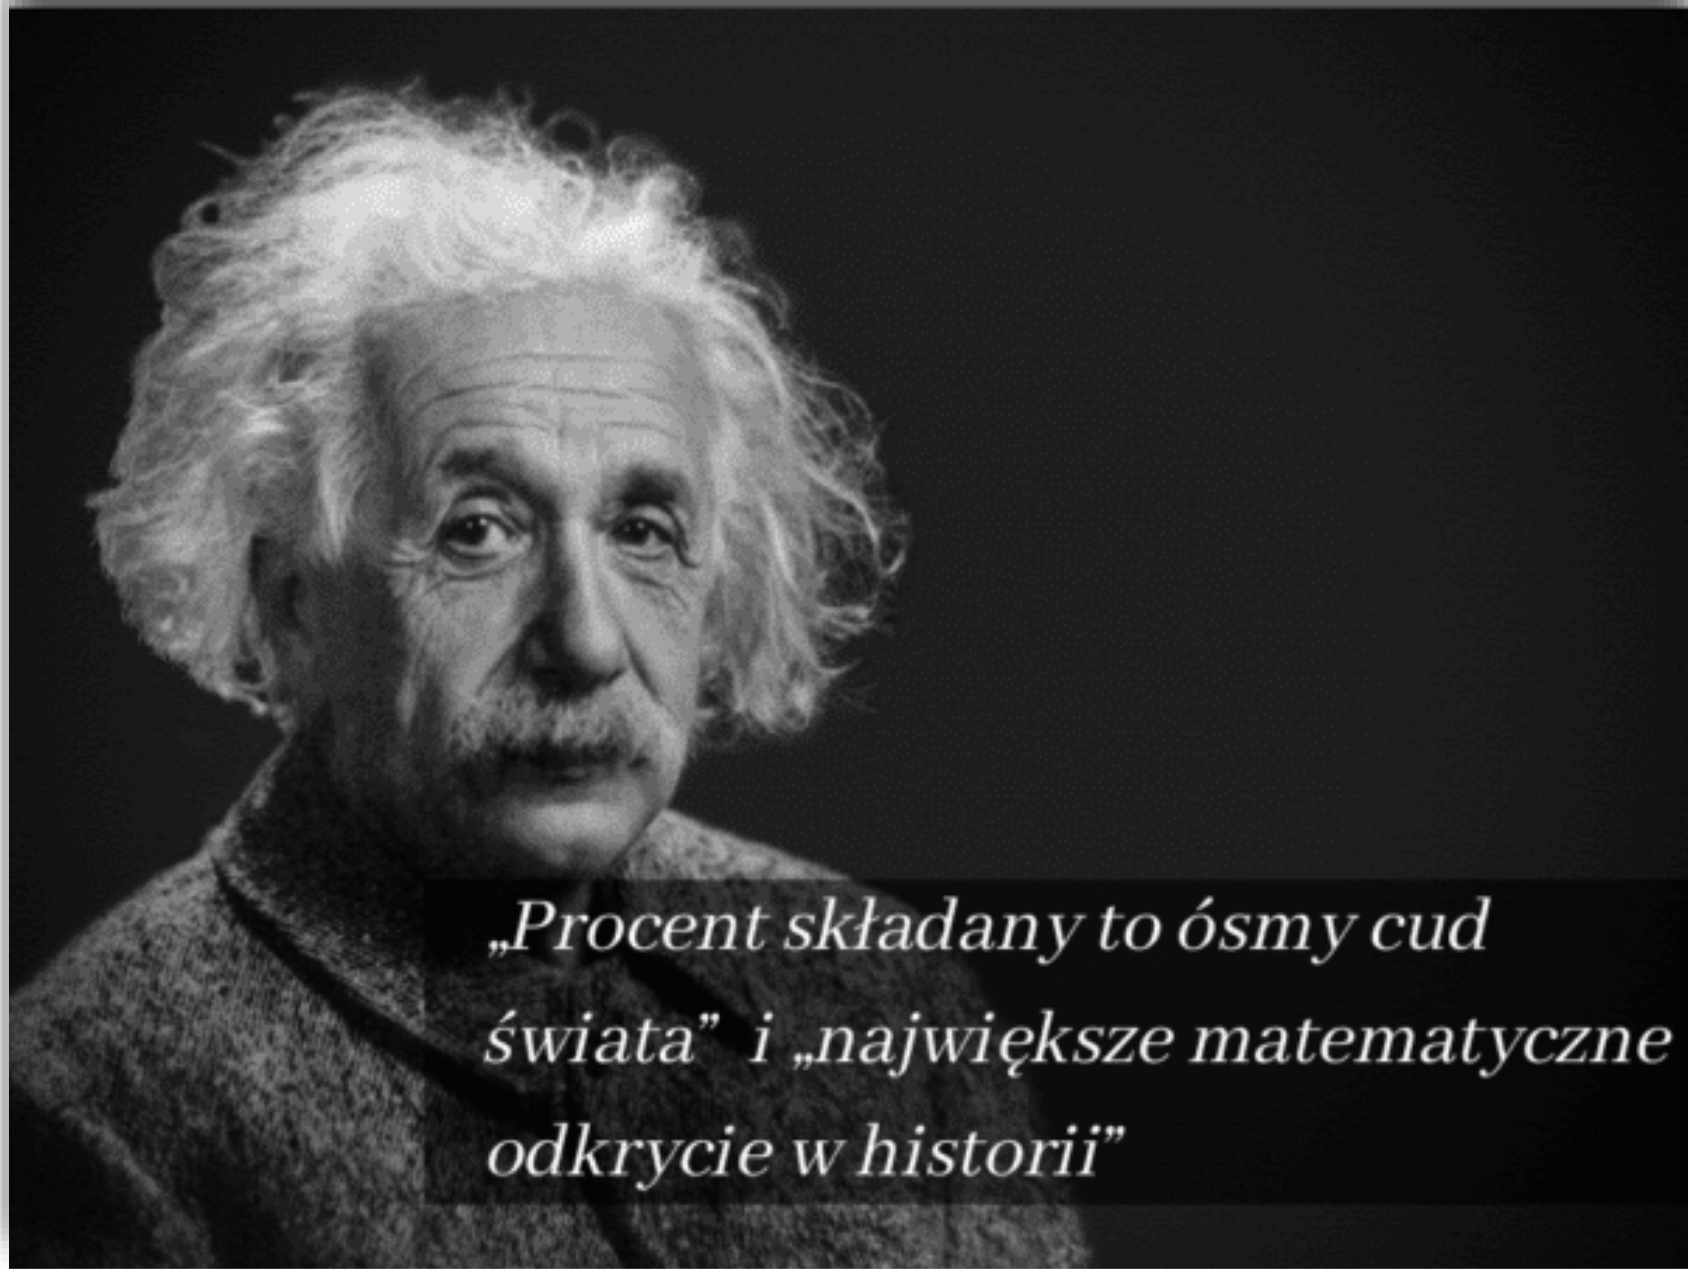 „Procent składany to ósmy cud
świata” i „największe matematyczne
odkrycie w historii”